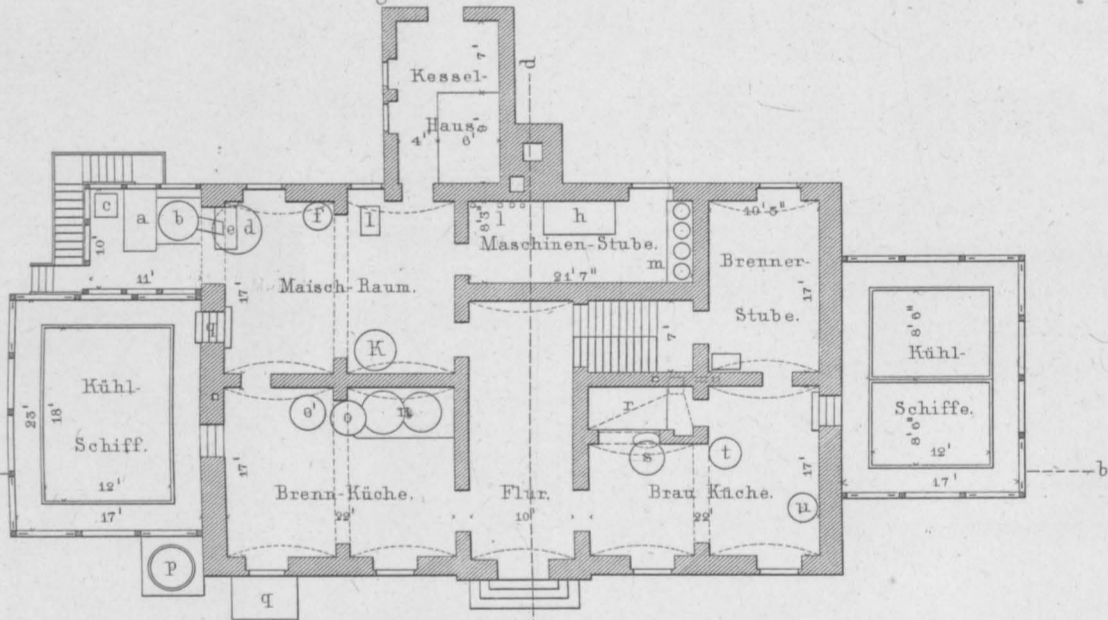 d
7'
Kessel-
Haus.
9'
4'
6'
c
a
b
e d
f
l
8' 3"
l
h
10' 5"
Maschinen-Stube.
m
21' 7"
10'
11'
17'
Maisch-Raum.
Brenner-
Stube.
17'
q
K
7'
8' 6"
Kühl-
Schiffe.
8' 6"
12'
17'
b
Kühl-
Schiff.
23'
18'
12'
17'
o'
o
n
r
s
t
µ
17'
Brenn-Küche.
22'
Flur.
10'
Brau Küche.
22'
17'
p
q